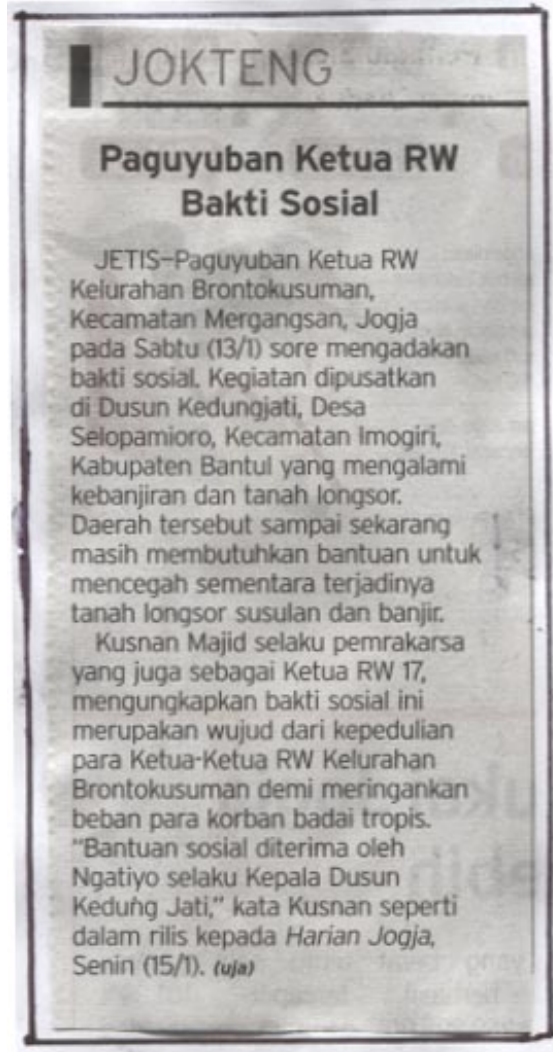 JOKTENG
Paguyuban Ketua RW
Bakti Sosial
JETIS–Paguyuban Ketua RW
Kelurahan Brontokusuman,
Kecamatan Mergangsan, Jogja
pada Sabtu (13/1) sore mengadakan
bakti sosial. Kegiatan dipusatkan
di Dusun Kedungjati, Desa
Selopamioro, Kecamatan Imogiri,
Kabupaten Bantul yang mengalami
kebanjiran dan tanah longsor.
Daerah tersebut sampai sekarang
masih membutuhkan bantuan untuk
mencegah sementara terjadinya
tanah longsor susulan dan banjir.
Kusnan Majid selaku pemrakarsa
yang juga sebagai Ketua RW 17,
mengungkapkan bakti sosial ini
merupakan wujud dari kepedulian
para Ketua-Ketua RW Kelurahan
Brontokusuman demi meringankan
beban para korban badai tropis.
“Bantuan sosial diterima oleh
Ngatiyo selaku Kepala Dusun
Kedung Jati,” kata Kusnan seperti
dalam rilis kepada Harian Jogja,
Senin (15/1). (uja)